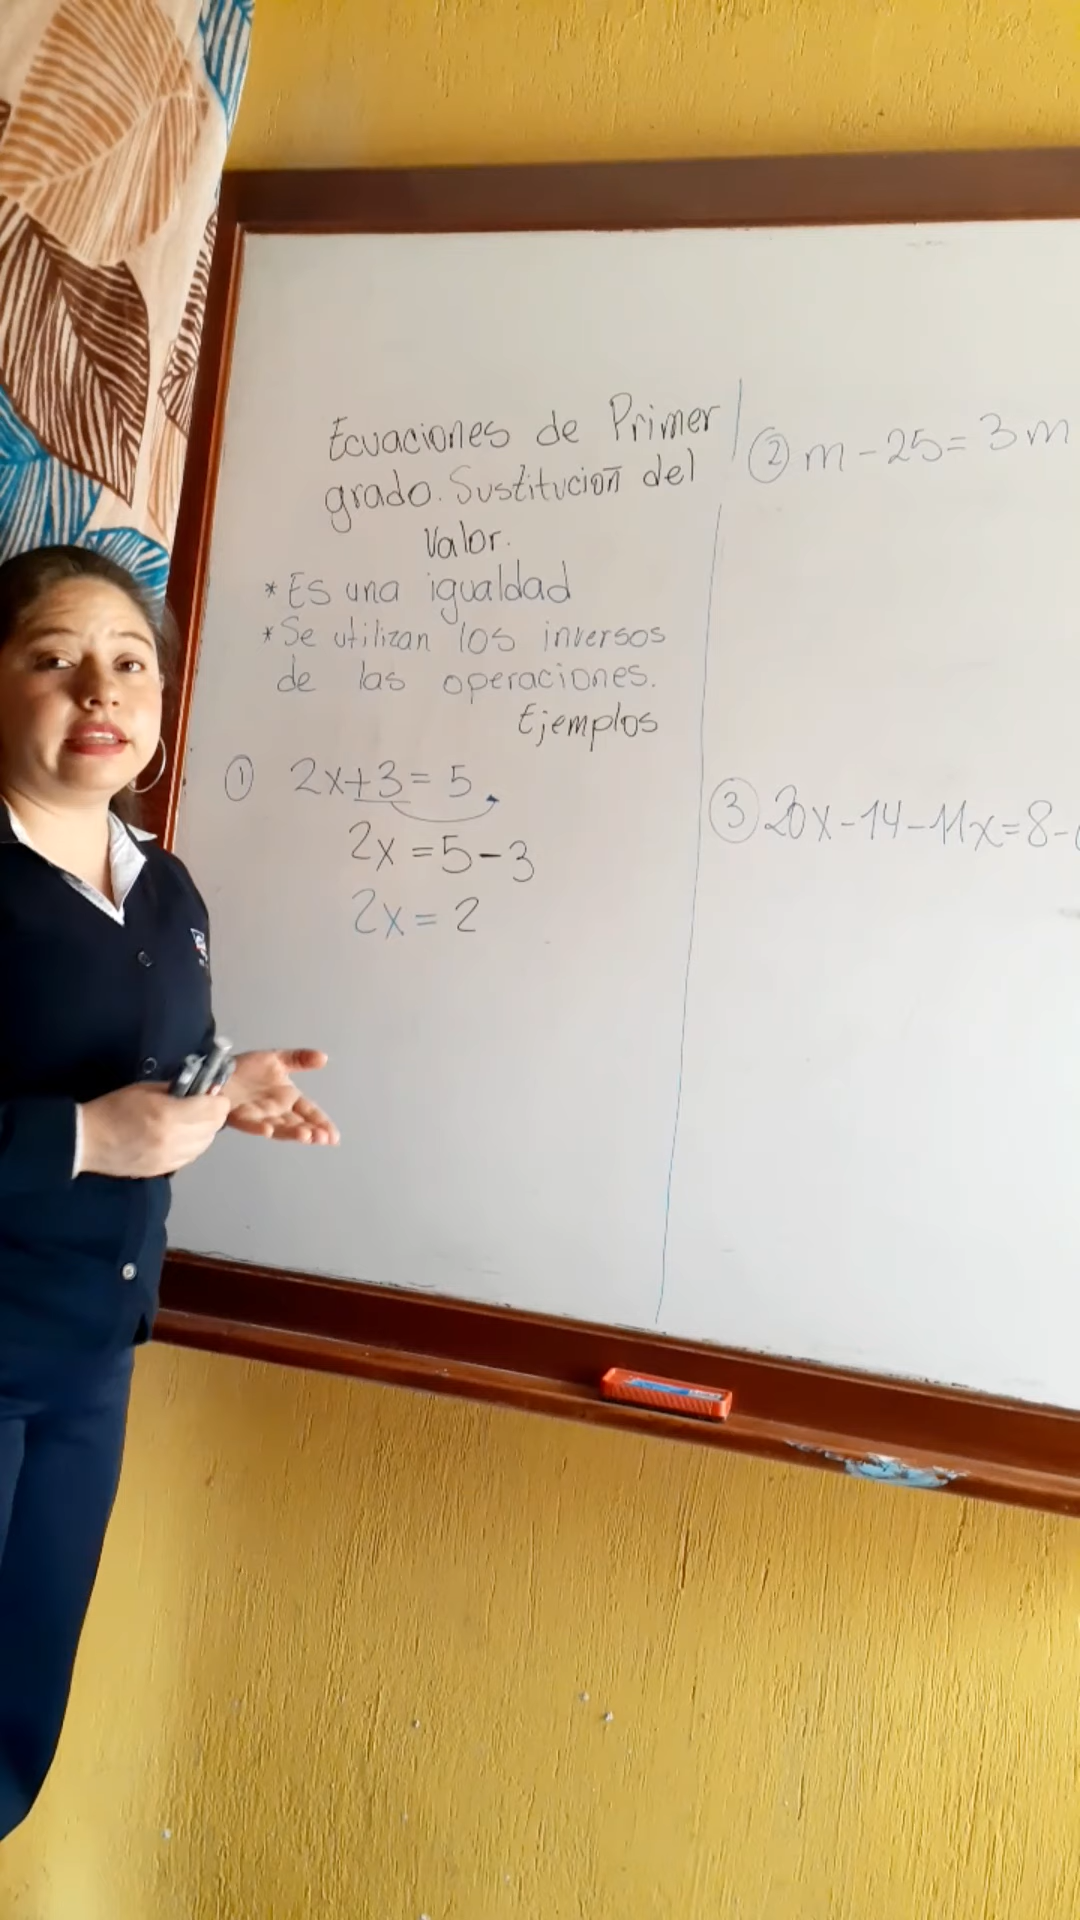 Ecuaciones de Primer
grado. Sustitución del
Valor.
* Es una igualdad
* Se utilizan los inversos
de las operaciones.
Ejemplos
① 2x+3 = 5
2x = 5-3
2x = 2
② m - 25 = 3m
③ 20x-14-11x=8-